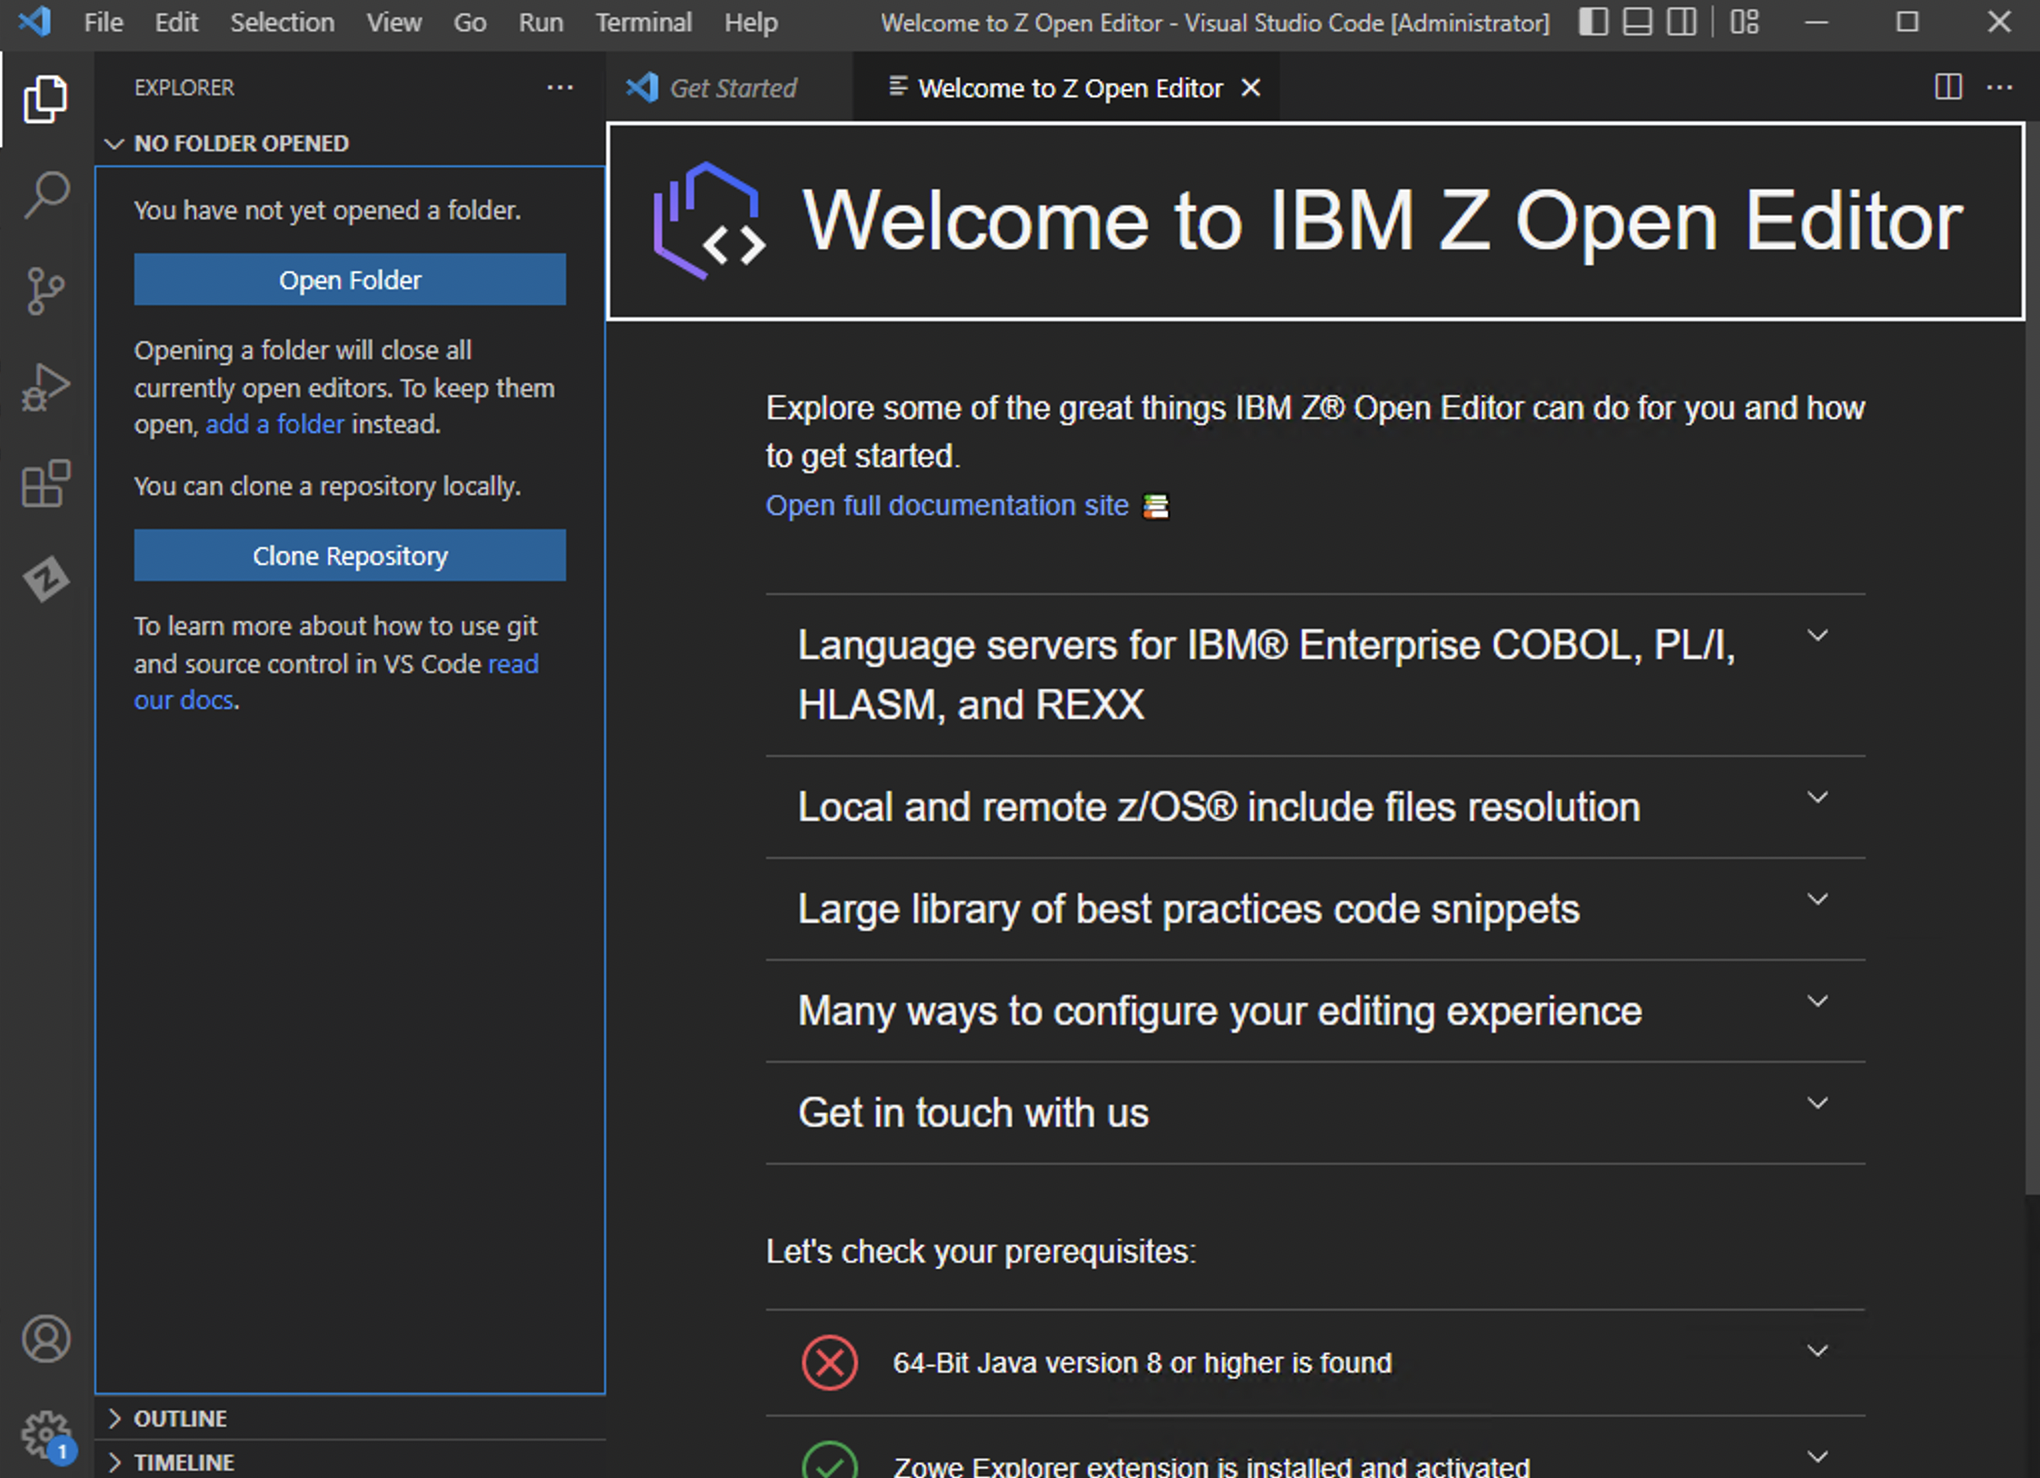 File Edit Selection View Go Run Terminal Help Welcome to Z Open Editor - Visual Studio Code [Administrator]
EXPLORER
NO FOLDER OPENED
You have not yet opened a folder.
Open Folder
Opening a folder will close all
currently open editors. To keep them
open, add a folder instead.
You can clone a repository locally.
Clone Repository
To learn more about how to use git
and source control in VS Code read
our docs.
OUTLINE
TIMELINE
1
Get Started
Welcome to Z Open Editor
Welcome to IBM Z Open Editor
Explore some of the great things IBM Z® Open Editor can do for you and how
to get started.
Open full documentation site
Language servers for IBM® Enterprise COBOL, PL/I,
HLASM, and REXX
Local and remote z/OS® include files resolution
Large library of best practices code snippets
Many ways to configure your editing experience
Get in touch with us
Let's check your prerequisites:
64-Bit Java version 8 or higher is found
Zowe Explorer extension is installed and activated